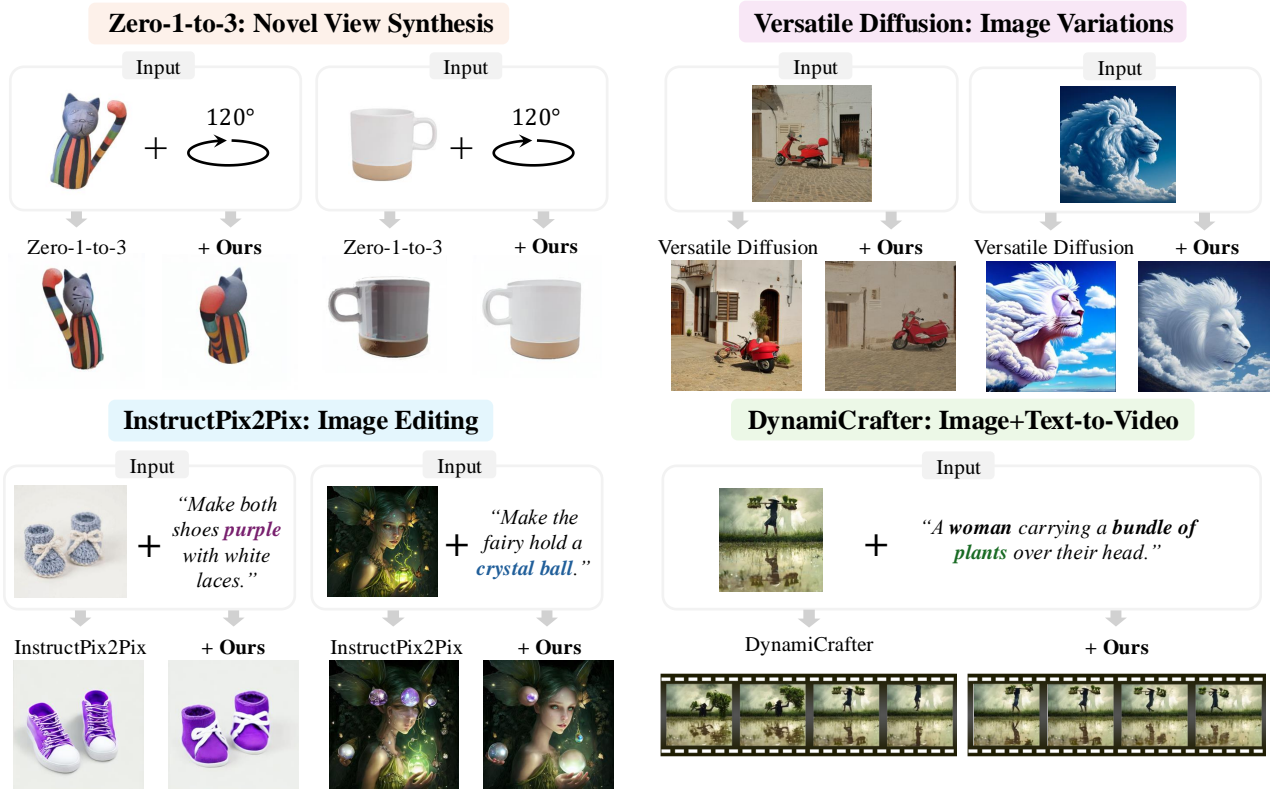 Zero-1-to-3: Novel View Synthesis
Input
120°
+
Input
120°
+
Zero-1-to-3
+ Ours
Zero-1-to-3
+ Ours
Versatile Diffusion: Image Variations
Input
Input
Versatile Diffusion
+ Ours
Versatile Diffusion
+ Ours
InstructPix2Pix: Image Editing
Input
+
“Make both
shoes purple
with white
laces.”
Input
+
“Make the
fairy hold a
crystal ball.”
InstructPix2Pix
+ Ours
InstructPix2Pix
+ Ours
DynamiCrafter: Image+Text-to-Video
Input
+
“A woman carrying a bundle of
plants over their head.”
DynamiCrafter
+ Ours